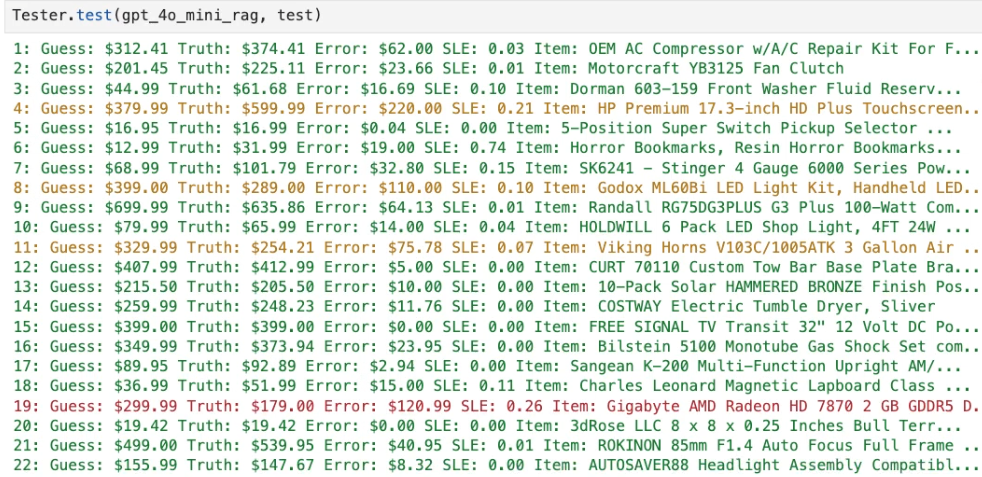 Tester.test(gpt_4o_mini_rag, test)
1: Guess: $312.41 Truth: $374.41 Error: $62.00 SLE: 0.03 Item: OEM AC Compressor w/A/C Repair Kit For F...
2: Guess: $201.45 Truth: $225.11 Error: $23.66 SLE: 0.01 Item: Motorcraft YB3125 Fan Clutch
3: Guess: $44.99 Truth: $61.68 Error: $16.69 SLE: 0.10 Item: Dorman 603-159 Front Washer Fluid Reserv...
4: Guess: $379.99 Truth: $599.99 Error: $220.00 SLE: 0.21 Item: HP Premium 17.3-inch HD Plus Touchscreen..
5: Guess: $16.95 Truth: $16.99 Error: $0.04 SLE: 0.00 Item: 5-Position Super Switch Pickup Selector ...
6: Guess: $12.99 Truth: $31.99 Error: $19.00 SLE: 0.74 Item: Horror Bookmarks, Resin Horror Bookmarks...
7: Guess: $68.99 Truth: $101.79 Error: $32.80 SLE: 0.15 Item: SK6241 - Stinger 4 Gauge 6000 Series Pow...
8: Guess: $399.00 Truth: $289.00 Error: $110.00 SLE: 0.10 Item: Godox ML60Bi LED Light Kit, Handheld LED..
9: Guess: $699.99 Truth: $635.86 Error: $64.13 SLE: 0.01 Item: Randall RG75DG3PLUS G3 Plus 100-Watt Com...
10: Guess: $79.99 Truth: $65.99 Error: $14.00 SLE: 0.04 Item: HOLDWILL 6 Pack LED Shop Light, 4FT 24W ...
11: Guess: $329.99 Truth: $254.21 Error: $75.78 SLE: 0.07 Item: Viking Horns V103C/1005ATK 3 Gallon Air ..
12: Guess: $407.99 Truth: $412.99 Error: $5.00 SLE: 0.00 Item: CURT 70110 Custom Tow Bar Base Plate Bra...
13: Guess: $215.50 Truth: $205.50 Error: $10.00 SLE: 0.00 Item: 10-Pack Solar HAMMERED BRONZE Finish Pos..
14: Guess: $259.99 Truth: $248.23 Error: $11.76 SLE: 0.00 Item: COSTWAY Electric Tumble Dryer, Sliver
15: Guess: $399.00 Truth: $399.00 Error: $0.00 SLE: 0.00 Item: FREE SIGNAL TV Transit 32" 12 Volt DC Po...
16: Guess: $349.99 Truth: $373.94 Error: $23.95 SLE: 0.00 Item: Bilstein 5100 Monotube Gas Shock Set com..
17: Guess: $89.95 Truth: $92.89 Error: $2.94 SLE: 0.00 Item: Sangean K-200 Multi-Function Upright AM/...
18: Guess: $36.99 Truth: $51.99 Error: $15.00 SLE: 0.11 Item: Charles Leonard Magnetic Lapboard Class ...
19: Guess: $299.99 Truth: $179.00 Error: $120.99 SLE: 0.26 Item: Gigabyte AMD Radeon HD 7870 2 GB GDDR5 D.
20: Guess: $19.42 Truth: $19.42 Error: $0.00 SLE: 0.00 Item: 3dRose LLC 8 x 8 x 0.25 Inches Bull Terr...
21: Guess: $499.00 Truth: $539.95 Error: $40.95 SLE: 0.01 Item: ROKINON 85mm F1.4 Auto Focus Full Frame ..
22: Guess: $155.99 Truth: $147.67 Error: $8.32 SLE: 0.00 Item: AUTOSAVER88 Headlight Assembly Compatibl...